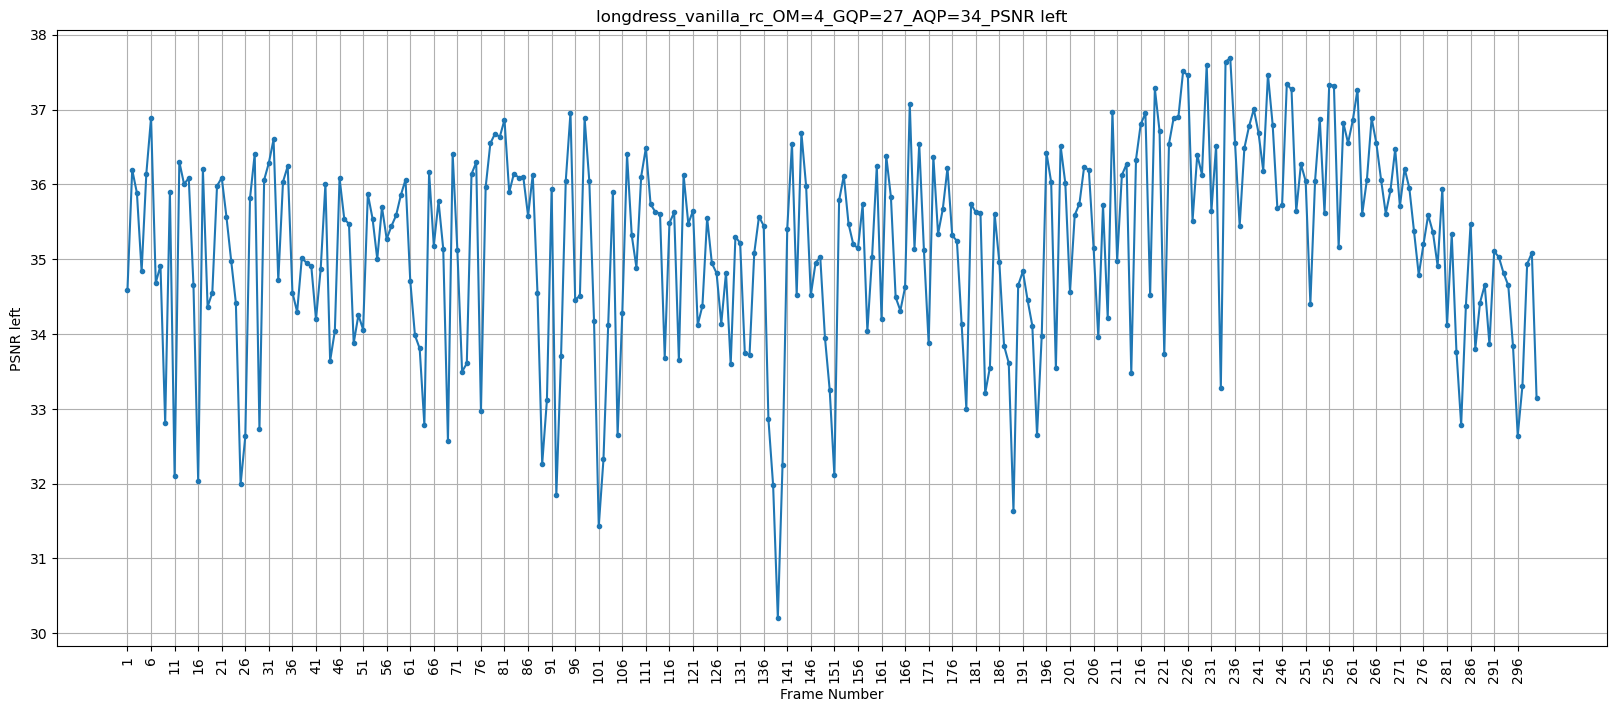 longdress_vanilla_rc_OM=4_GQP=27_AQP=34_PSNR left
38
37
36
35
34
33
32
31
30
PSNR left
1 6 11 16 21 26 31 36 41 46 51 56 61 66 71 76 81 86 91 96 101 106 111 116 121 126 131 136 141 146 151 156 161 166 171 176 181 186 191 196 201 206 211 216 221 226 231 236 241 246 251 256 261 266 271 276 281 286 291 296
Frame Number